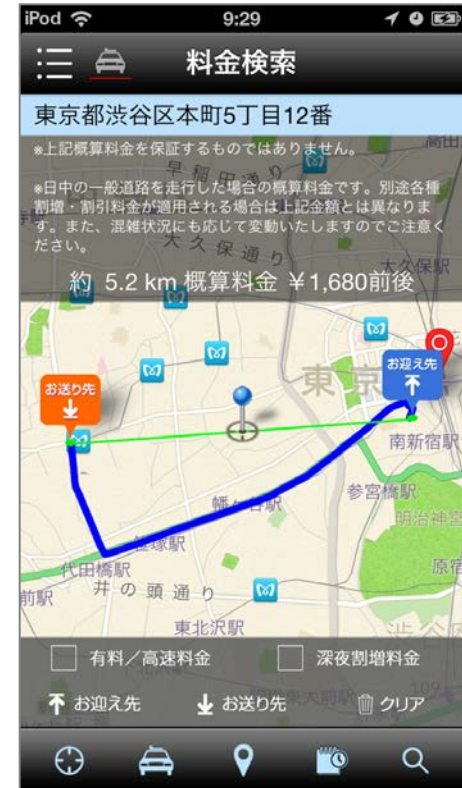 iPod 9:29
料金検索
東京都渋谷区本町5丁目12番
※上記概算料金を保証するものではありません。
※日中の一般道路を走行した場合の概算料金です。別途各種
割増・割引料金が適用される場合は上記金額とは異なりま
す。また、混雑状況にも応じて変動いたしますのでご注意く
ださい。
早稲田通り
大久保通り
約 5.2 km 概算料金 ¥1,680前後
お迎え先
お送り先
東京
南新宿駅
参宮橋駅
幡ヶ谷駅
明治神宮
笹塚駅
代田橋駅
原宿
前駅
井の頭通り
東北沢駅
渋谷
有料／高速料金
深夜割増料金
お迎え先
お送り先
クリア